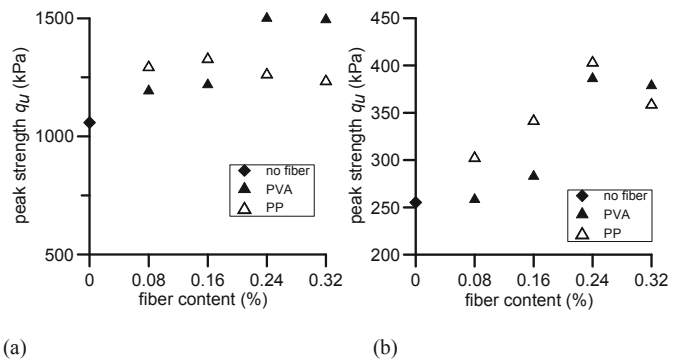 1500
1000
500
peak strength qu (kPa)
no fiber
PVA
PP
0 0.08 0.16 0.24 0.32
fiber content (%)
(a)
450
400
350
300
250
200
peak strength qu (kPa)
no fiber
PVA
PP
0 0.08 0.16 0.24 0.32
fiber content (%)
(b)